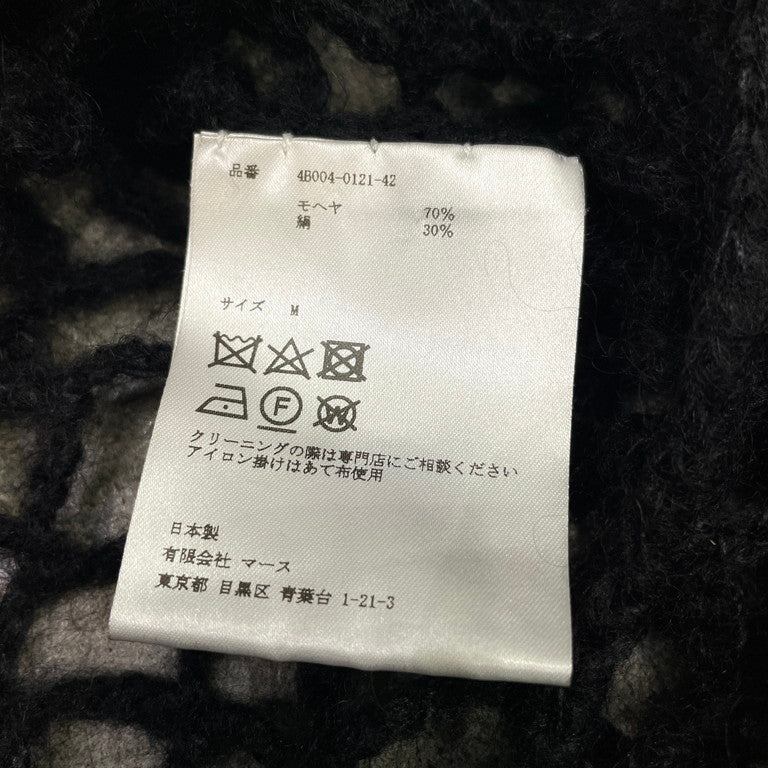 品番 4B004-0121-42
モヘヤ 70%
絹 30%
サイズ M
F
W
クリーニングの際は専門店にご相談ください
アイロン掛けはあて布使用
日本製
有限会社 マース
東京都 目黒区 青葉台 1-21-3